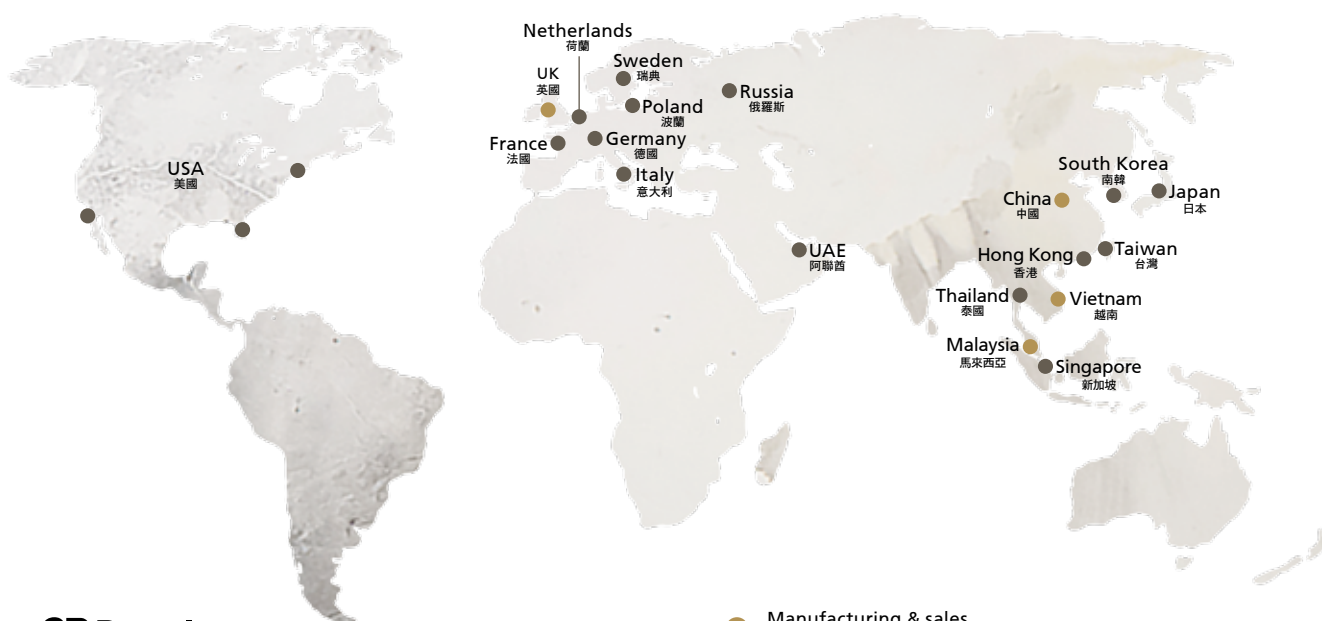 Netherlands
荷蘭
Sweden
瑞典
UK
英國
Russia
俄羅斯
Poland
波蘭
France
法國
Germany
德國
Italy
意大利
USA
美國
South Korea
南韓
Japan
日本
China
中國
UAE
阿聯酋
Hong Kong
香港
Taiwan
台灣
Thailand
泰國
Vietnam
越南
Malaysia
馬來西亞
Singapore
新加坡
Manufacturing & sales